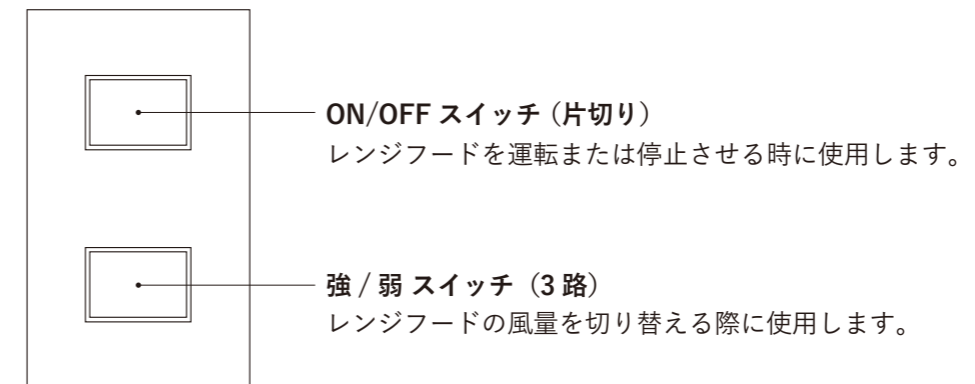 ON/OFF スイッチ（片切り）
レンジフードを運転または停止させる時に使用します。
強 / 弱 スイッチ（3 路）
レンジフードの風量を切り替える際に使用します。